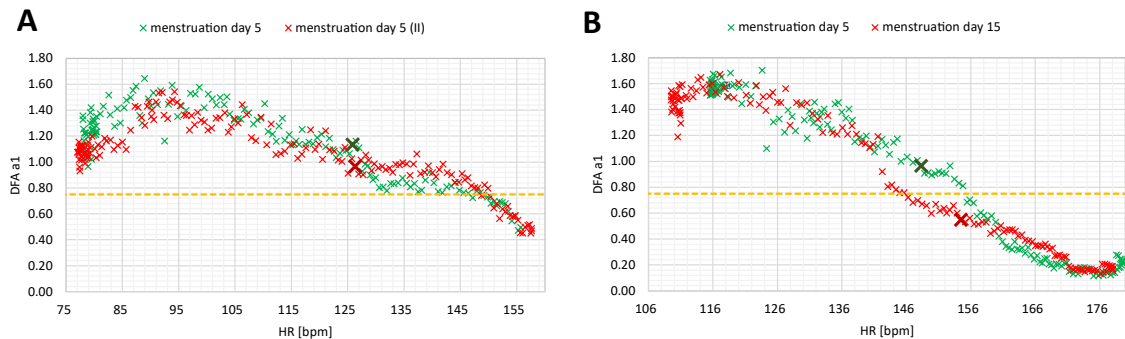 A
× menstruation day 5 × menstruation day 5 (II)
1.80
1.60
1.40
1.20
1.00
0.80
0.60
0.40
0.20
0.00
DFA a1
75 85 95 105 115 125 135 145 155
HR [bpm]
B
× menstruation day 5 × menstruation day 15
1.80
1.60
1.40
1.20
1.00
0.80
0.60
0.40
0.20
0.00
DFA a1
106 116 126 136 146 156 166 176
HR [bpm]